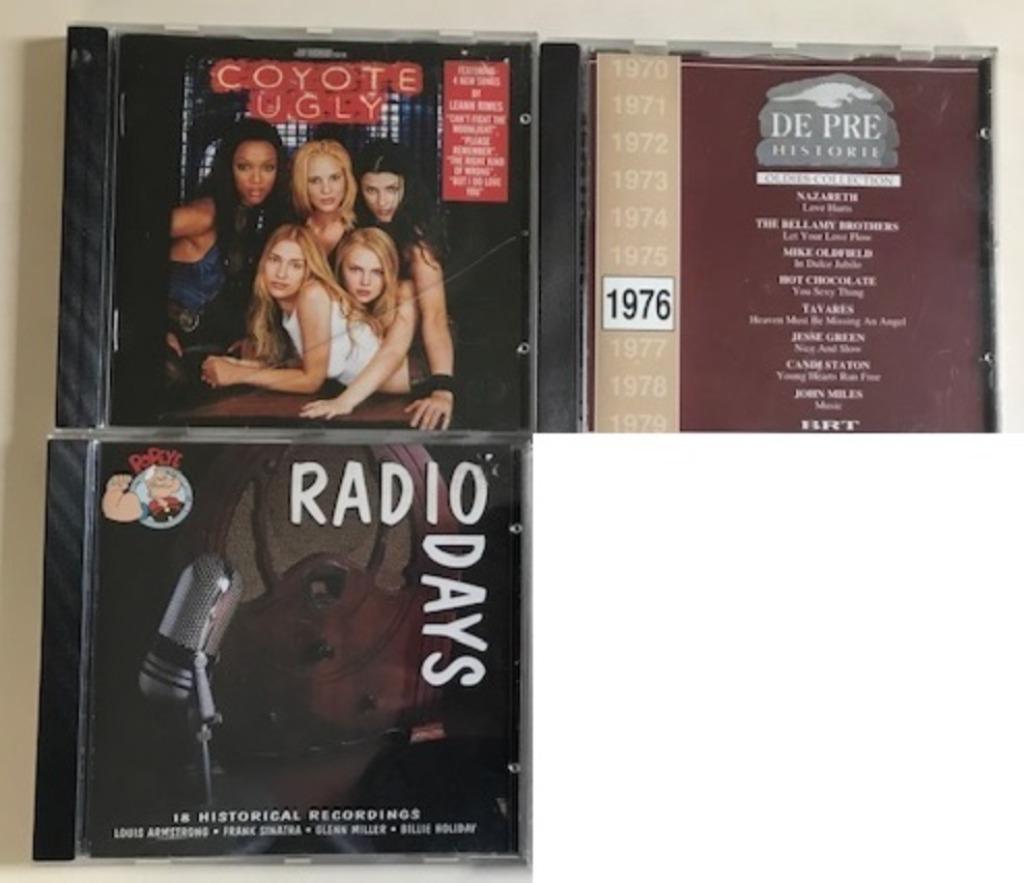 COYOTE
UGLY
FEATURING
4 NEW SONGS
BY
LEANN RIMES
"CAN'T FIGHT THE
MOONLIGHT"
"PLEASE
REMEMBER"
"THE RIGHT KIND
OF WRONG"
"BUT I DO LOVE
YOU"
1970
1971
1972
1973
1974
1975
1976
1977
1978
1979
DE PRE
HISTORIE
OLDIES-COLLECTION
NAZARETH
Love Hurts
THE BELLAMY BROTHERS
Let Your Love Flow
MIKE OLDFIELD
In Dulce Jubilo
HOT CHOCOLATE
You Sexy Thing
TAVARES
Heaven Must Be Missing An Angel
JESSE GREEN
Nice And Slow
CANDI STATON
Young Hearts Run Free
JOHN MILES
Music
BRT
POPEYE
RADIO
DAYS
18 HISTORICAL RECORDINGS
LOUIS ARMSTRONG • FRANK SINATRA • GLENN MILLER • BILLIE HOLIDAY